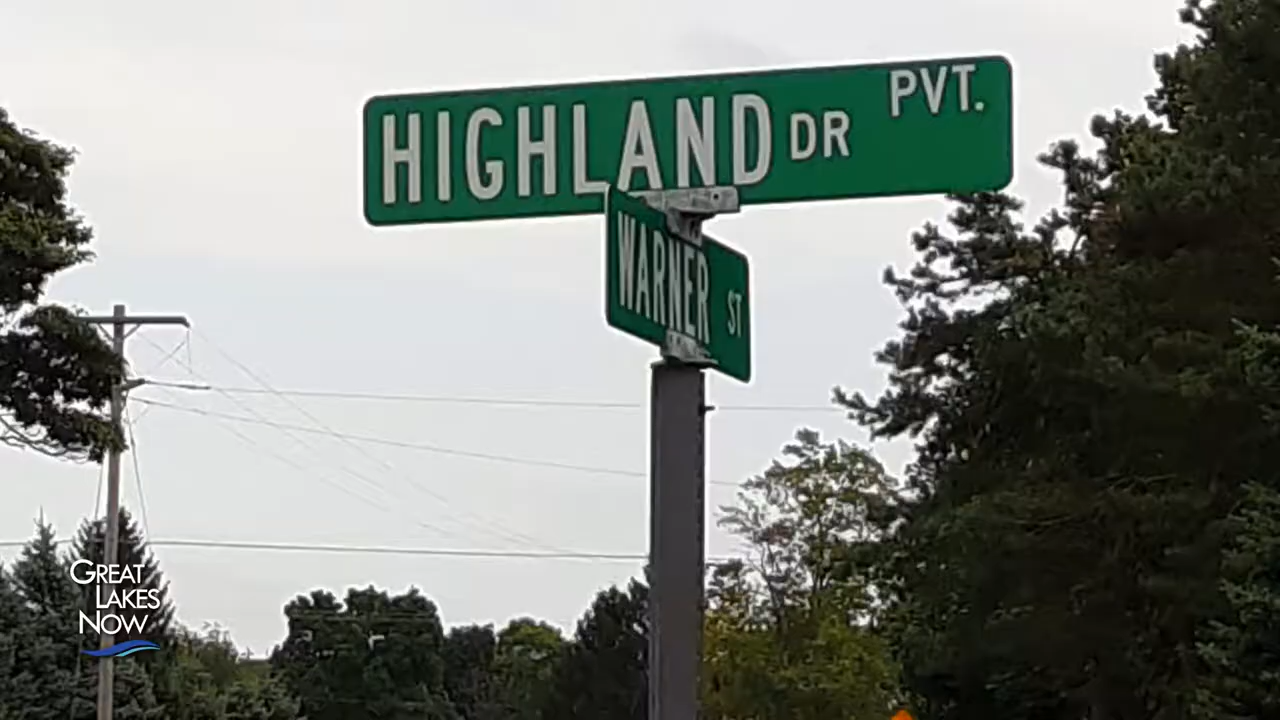 HIGHLAND DR PVT.
WARNER ST
GREAT
LAKES
NOW